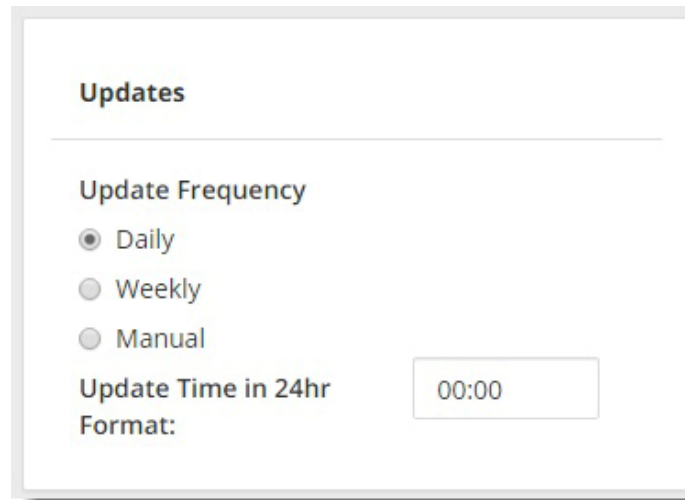 Updates
Update Frequency
Daily
Weekly
Manual
Update Time in 24hr
Format:
00:00